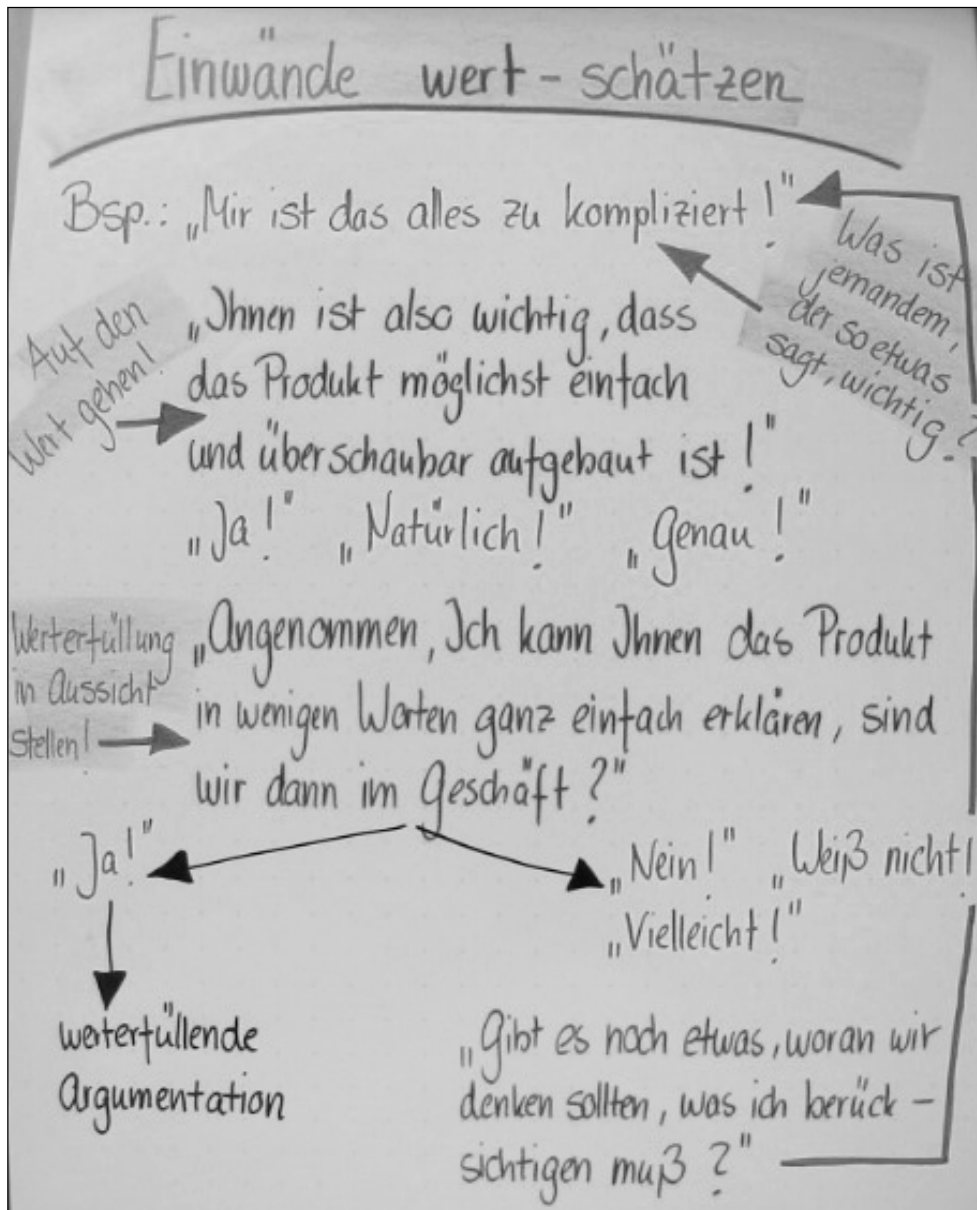 Einwände wert-schätzen
Bsp.: „Mir ist das alles zu kompliziert!"
Was ist
jemandem,
der so etwas
sagt, wichtig?
Auf den
Wert gehen!
„Ihnen ist also wichtig, dass
das Produkt möglichst einfach
und überschaubar aufgebaut ist!"
„Ja!" „Natürlich!" „Genau!"
Werterfüllung
in Aussicht
stellen!
„Angenommen, Ich kann Ihnen das Produkt
in wenigen Worten ganz einfach erklären, sind
wir dann im Geschäft?"
„Ja!"
„Nein!" „Weiß nicht!
„Vielleicht!"
werterfüllende
Argumentation
„Gibt es noch etwas, woran wir
denken sollten, was ich berück-
sichtigen muß?"